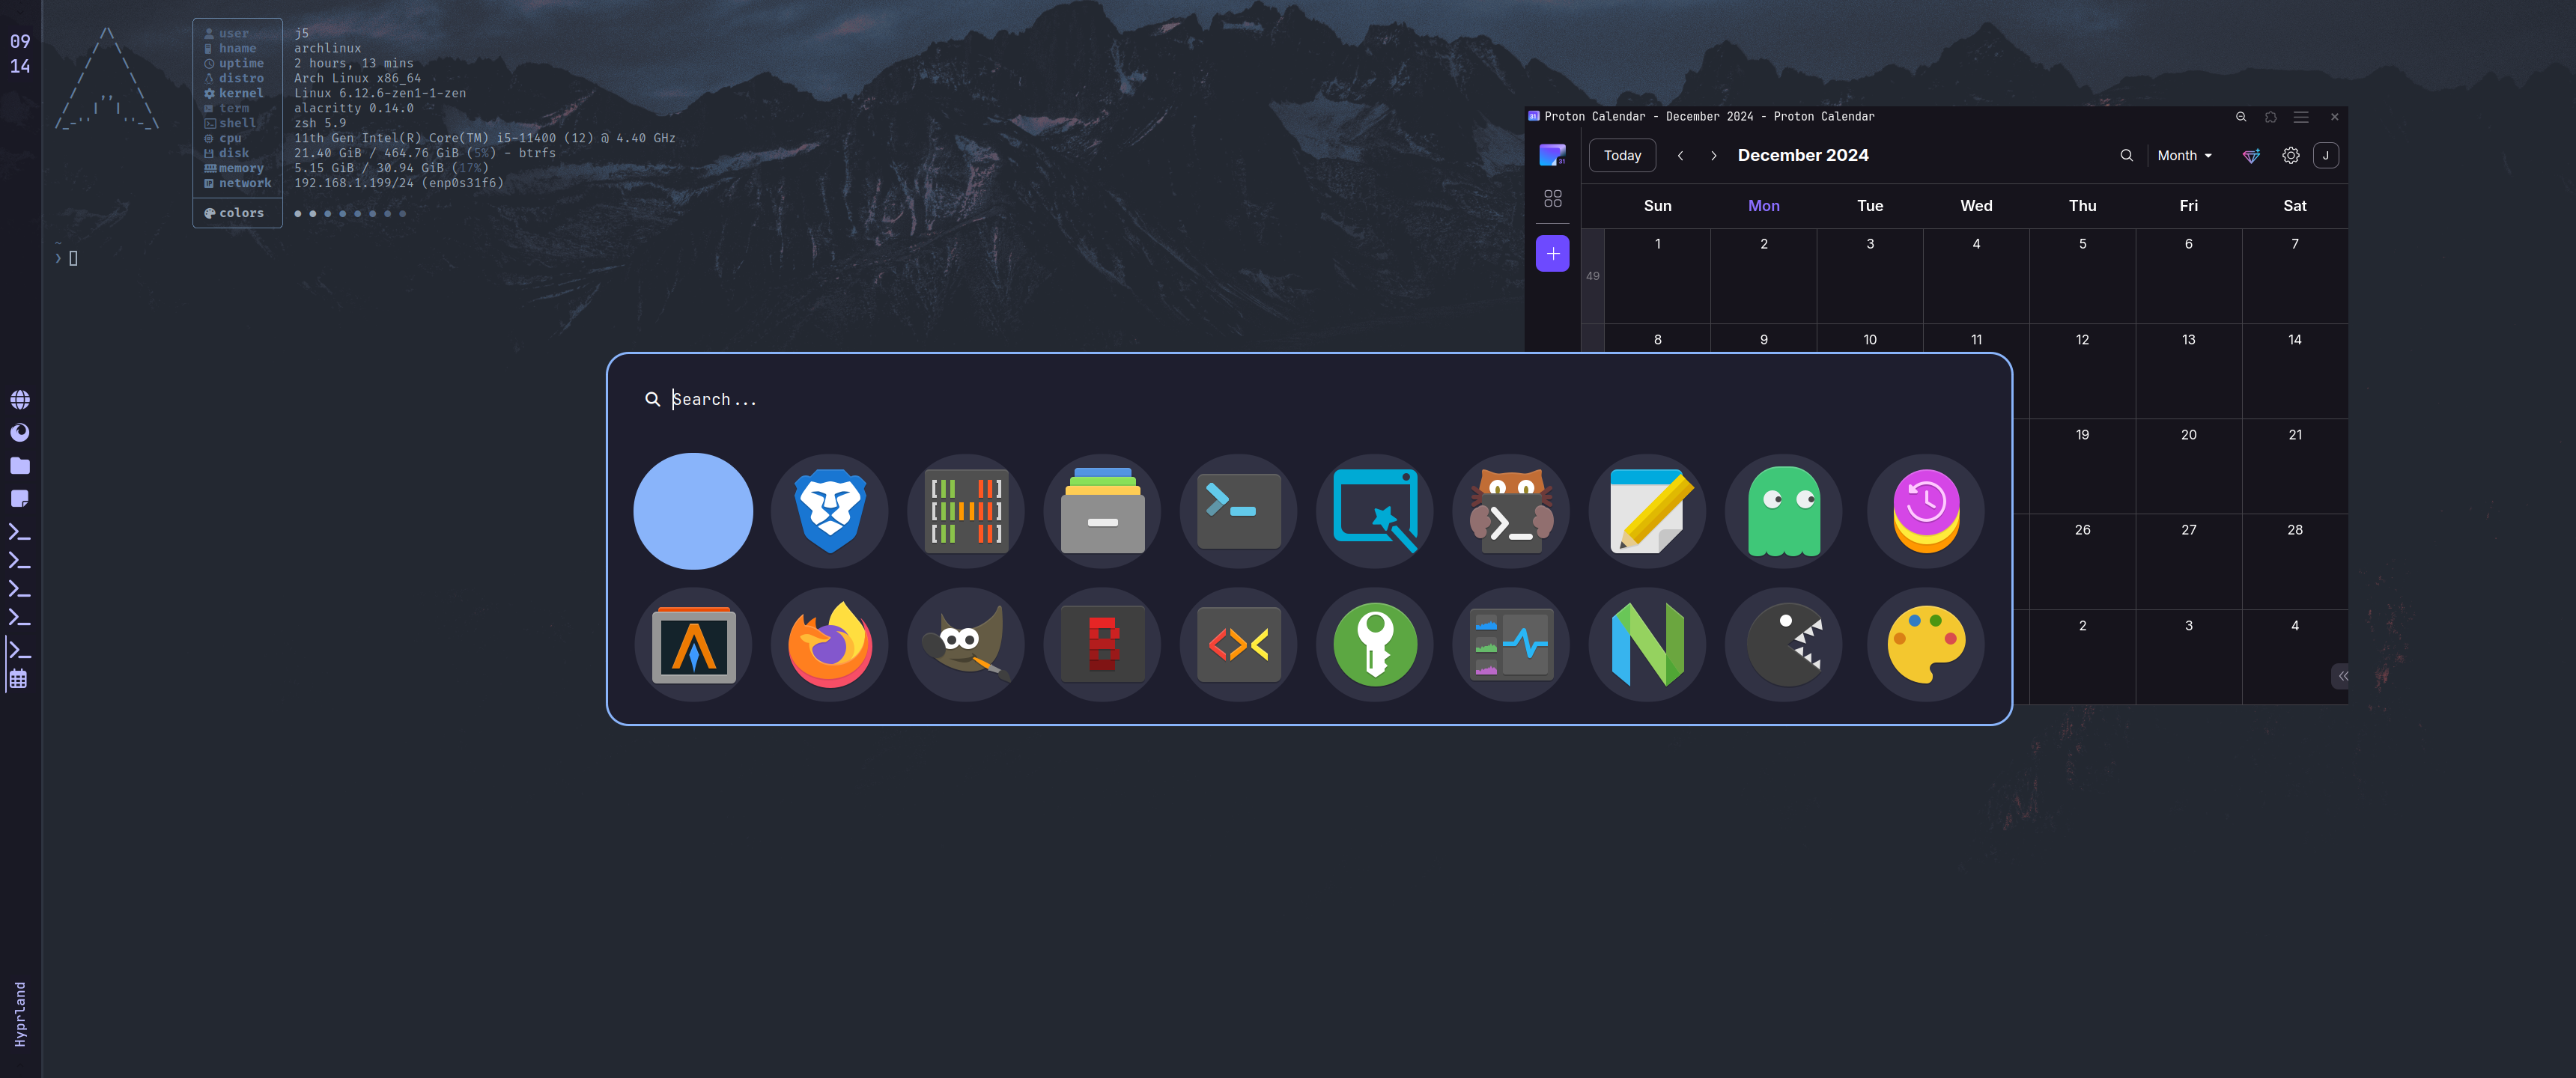 09
14
Hyprland
user j5
hname archlinux
uptime 2 hours, 13 mins
distro Arch Linux x86_64
kernel Linux 6.12.6-zen1-1-zen
term alacritty 0.14.0
shell zsh 5.9
cpu 11th Gen Intel(R) Core(TM) i5-11400 (12) @ 4.40 GHz
disk 21.40 GiB / 464.76 GiB (5%) - btrfs
memory 5.15 GiB / 30.94 GiB (17%)
network 192.168.1.199/24 (enp0s31f6)
colors
~
❯
Proton Calendar - December 2024 - Proton Calendar
Today December 2024 Month J
Sun Mon Tue Wed Thu Fri Sat
1 2 3 4 5 6 7
49
8 9 10 11 12 13 14
19 20 21
26 27 28
2 3 4
Search...